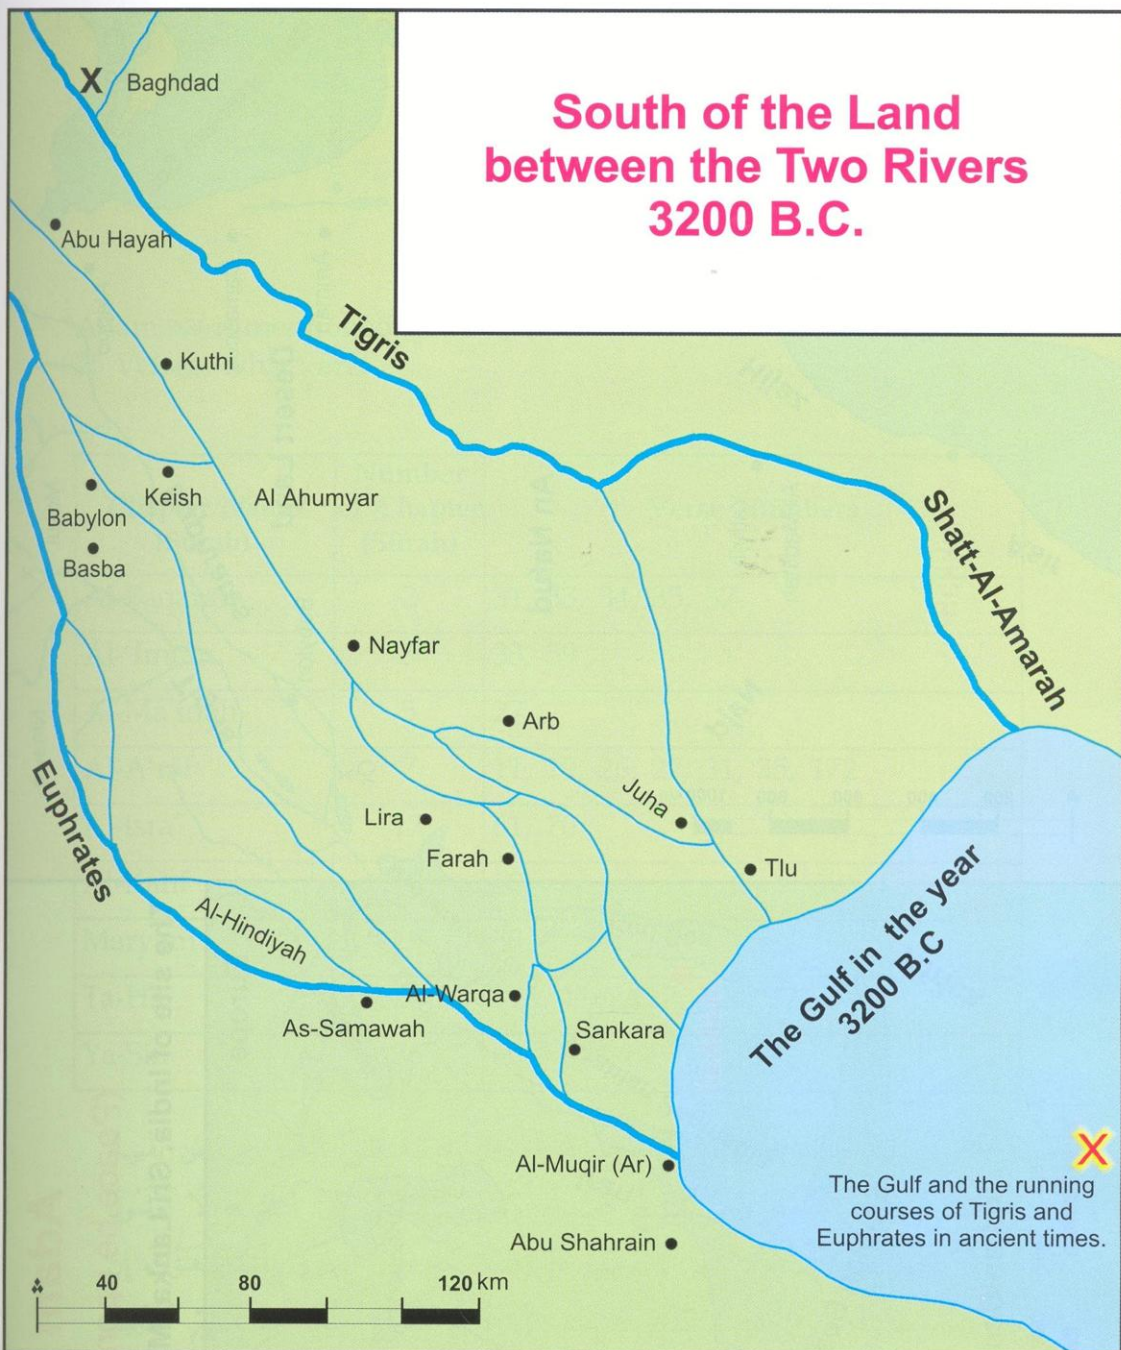 South of the Land
between the Two Rivers
3200 B.C.
X
Baghdad
Abu Hayah
Tigris
Kuthi
Keish
Al Ahumyar
Babylon
Basba
Shatt-Al-Amarah
Nayfar
Arb
Euphrates
Juha
Lira
Farah
Tlu
Al-Hindiyah
The Gulf in the year
3200 B.C
Al-Warqa
As-Samawah
Sankara
Al-Muqir (Ar)
X
The Gulf and the running
courses of Tigris and
Euphrates in ancient times.
Abu Shahrain
40 80 120 km